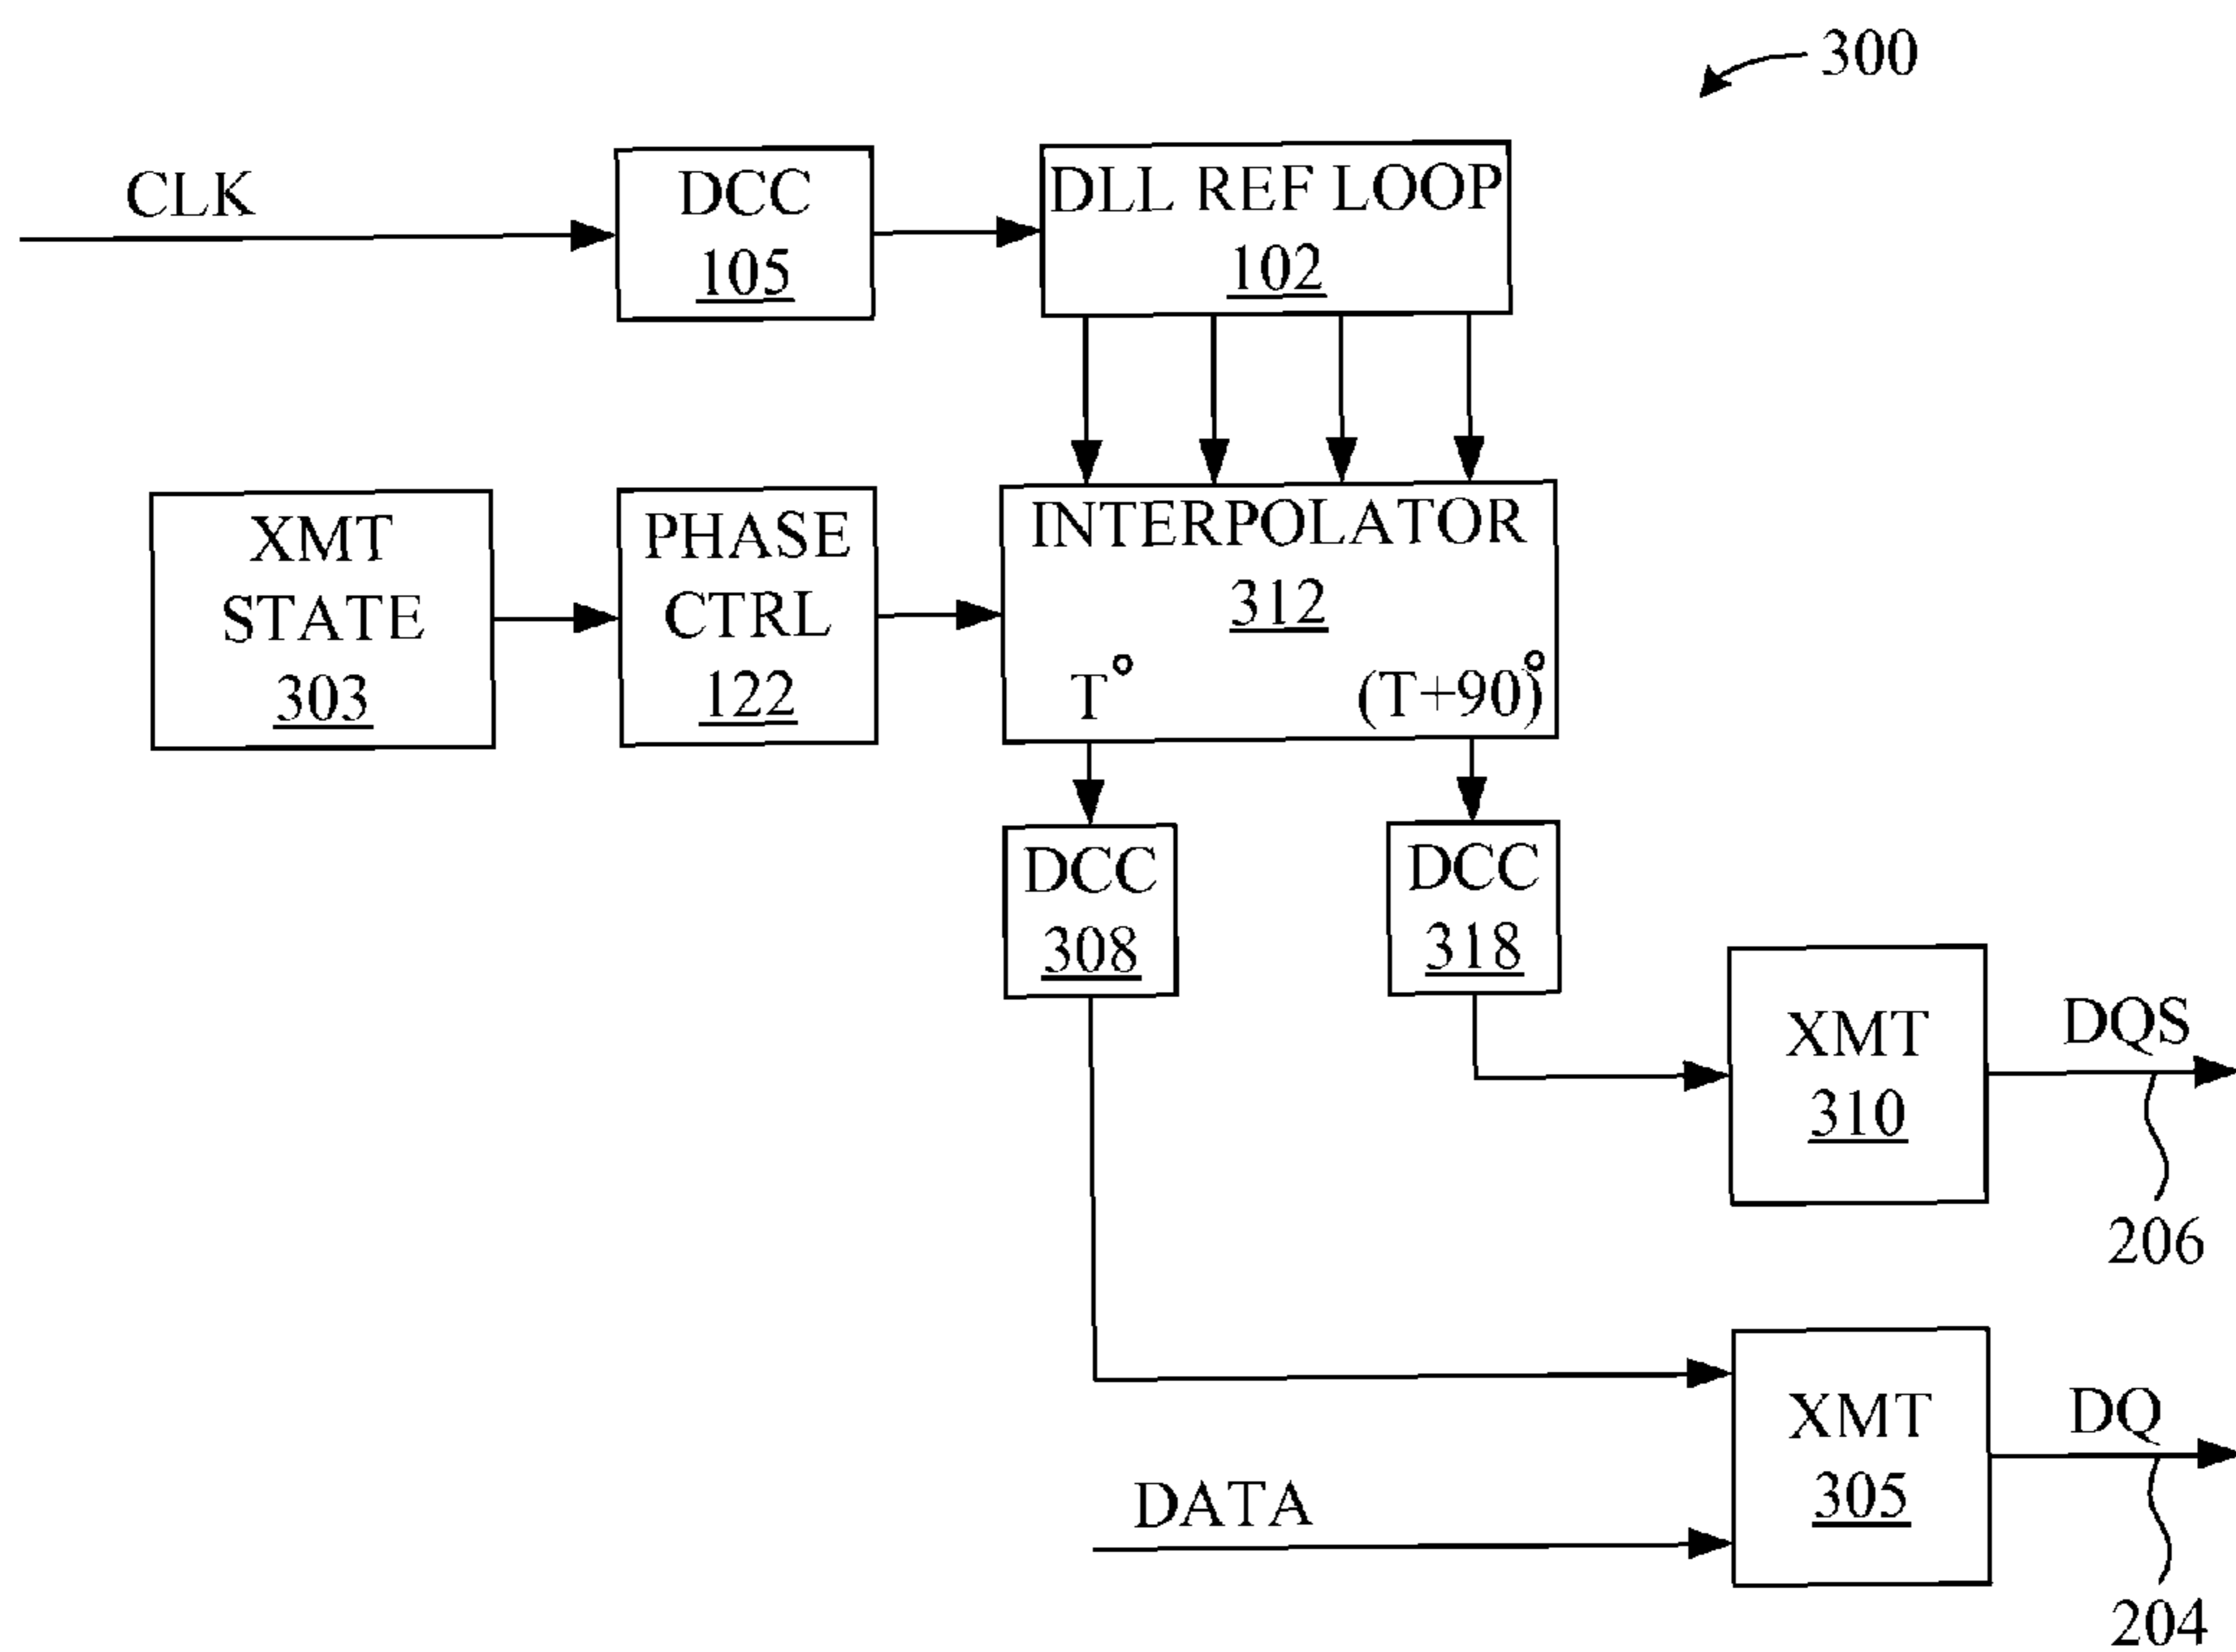 300
CLK
DCC
105
DLL REF LOOP
102
XMT
STATE
303
PHASE
CTRL
122
INTERPOLATOR
312
T° (T+90)°
DCC
308
DCC
318
XMT
310
DQS
206
XMT
305
DQ
204
DATA